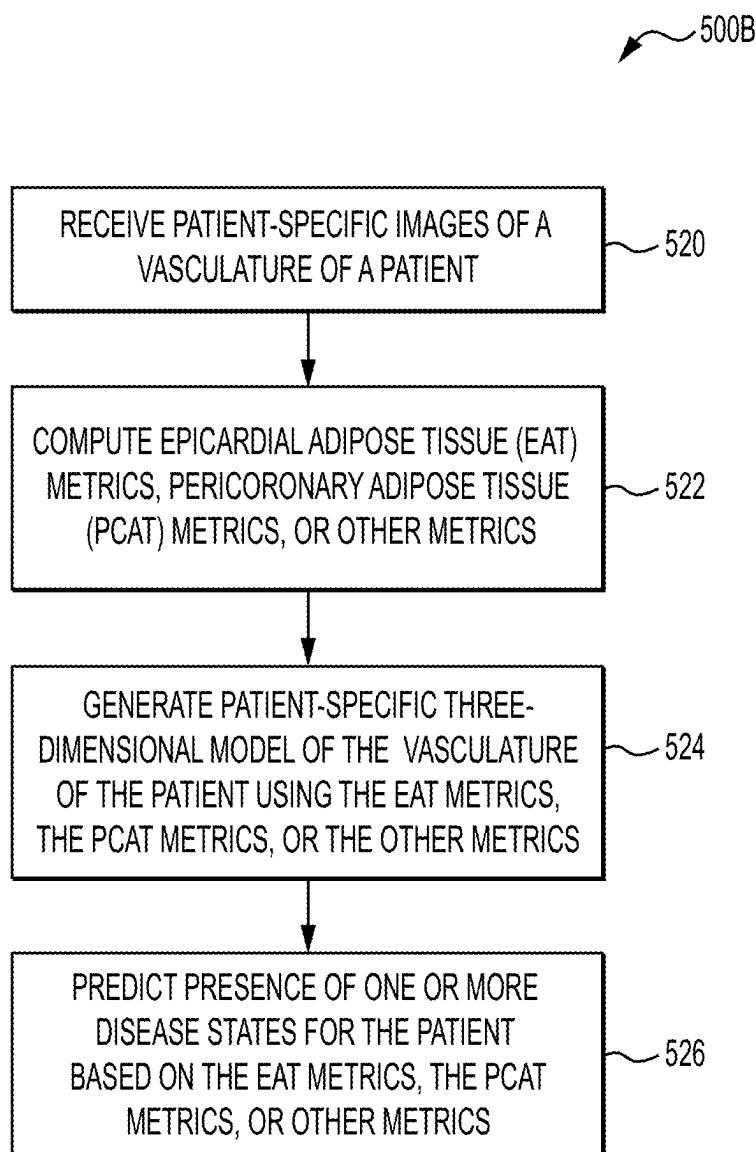 500B
RECEIVE PATIENT-SPECIFIC IMAGES OF A
VASCULATURE OF A PATIENT
520
COMPUTE EPICARDIAL ADIPOSE TISSUE (EAT)
METRICS, PERICORONARY ADIPOSE TISSUE
(PCAT) METRICS, OR OTHER METRICS
522
GENERATE PATIENT-SPECIFIC THREE-
DIMENSIONAL MODEL OF THE VASCULATURE
OF THE PATIENT USING THE EAT METRICS,
THE PCAT METRICS, OR THE OTHER METRICS
524
PREDICT PRESENCE OF ONE OR MORE
DISEASE STATES FOR THE PATIENT
BASED ON THE EAT METRICS, THE PCAT
METRICS, OR OTHER METRICS
526